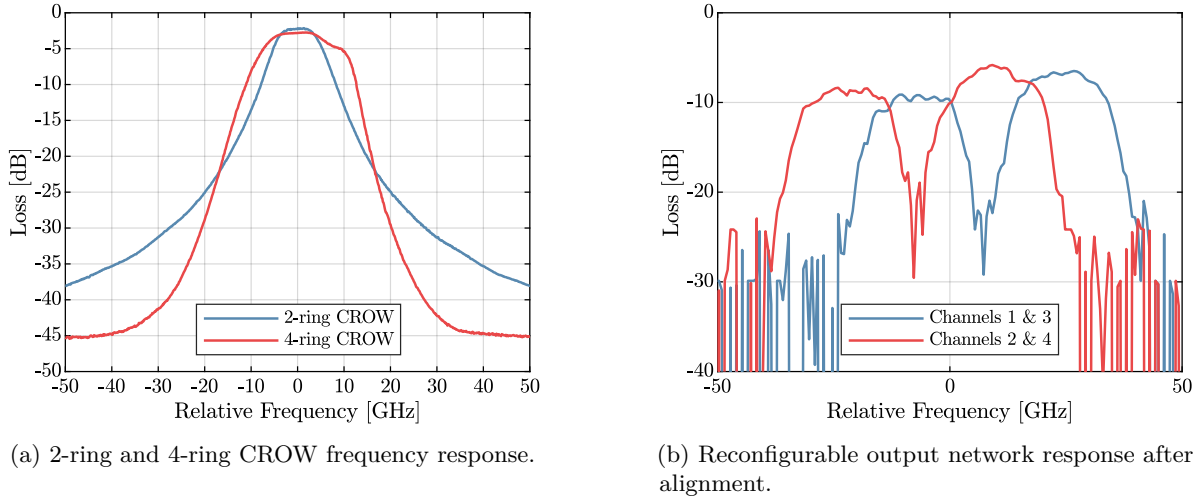 0
-5
-10
-15
-20
-25
-30
-35
-40
-45
-50
Loss [dB]
2-ring CROW
4-ring CROW
-50 -40 -30 -20 -10 0 10 20 30 40 50
Relative Frequency [GHz]
(a) 2-ring and 4-ring CROW frequency response.
0
-10
-20
-30
-40
Loss [dB]
Channels 1 & 3
Channels 2 & 4
-50 0 50
Relative Frequency [GHz]
(b) Reconfigurable output network response after
alignment.